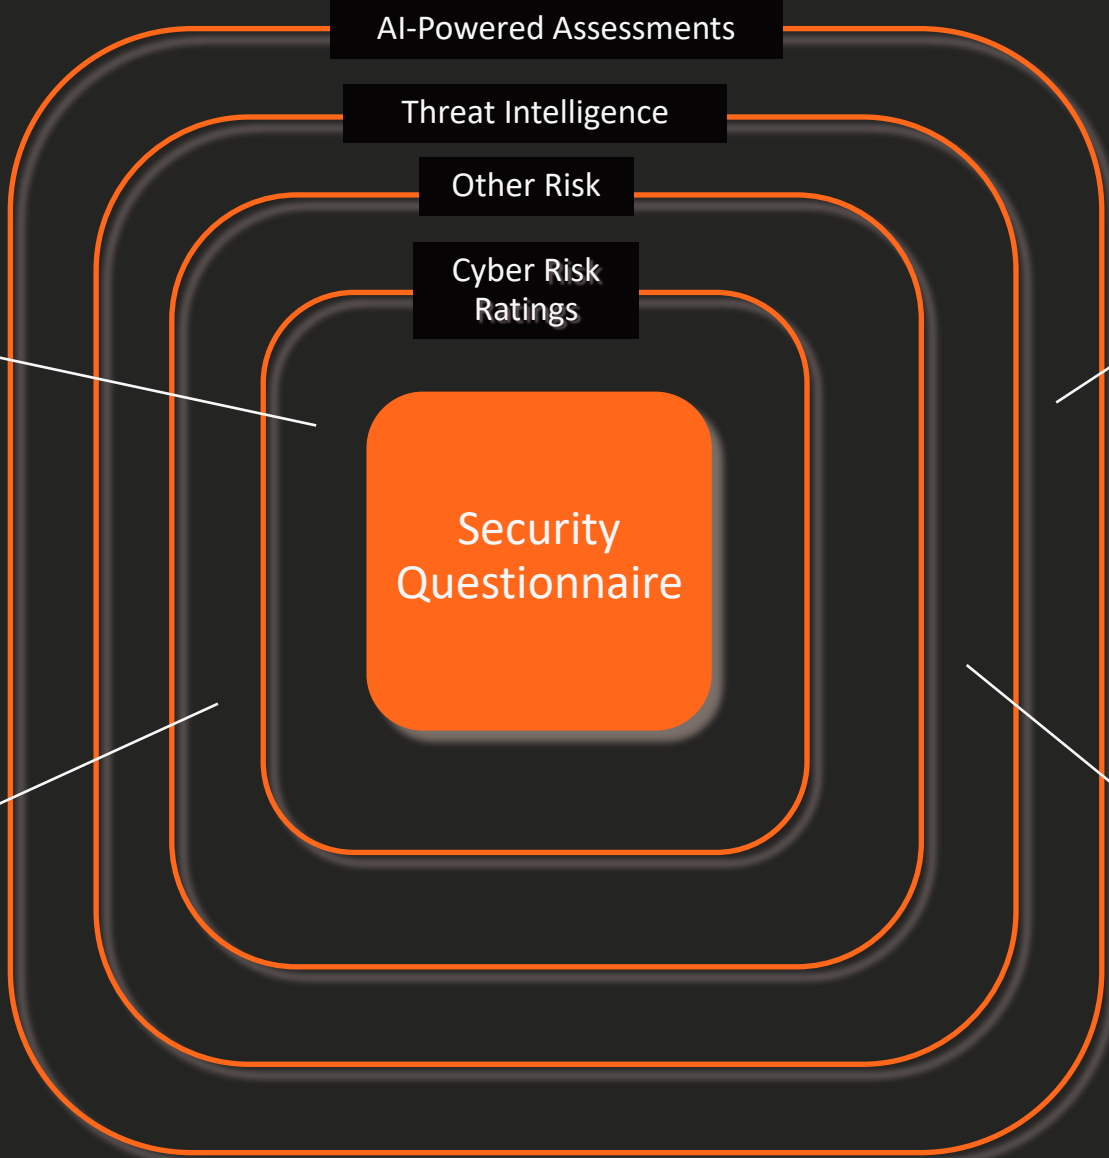 AI-Powered Assessments
Threat Intelligence
Other Risk
Cyber Risk
Ratings
Security
Questionnaire